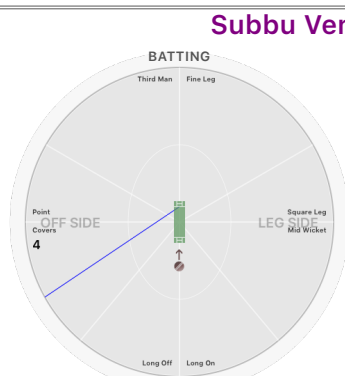 Subbu Ver
BATTING
Third Man Fine Leg
Point Square Leg
OFF SIDE LEG SIDE
Covers Mid Wicket
4
Long Off Long On